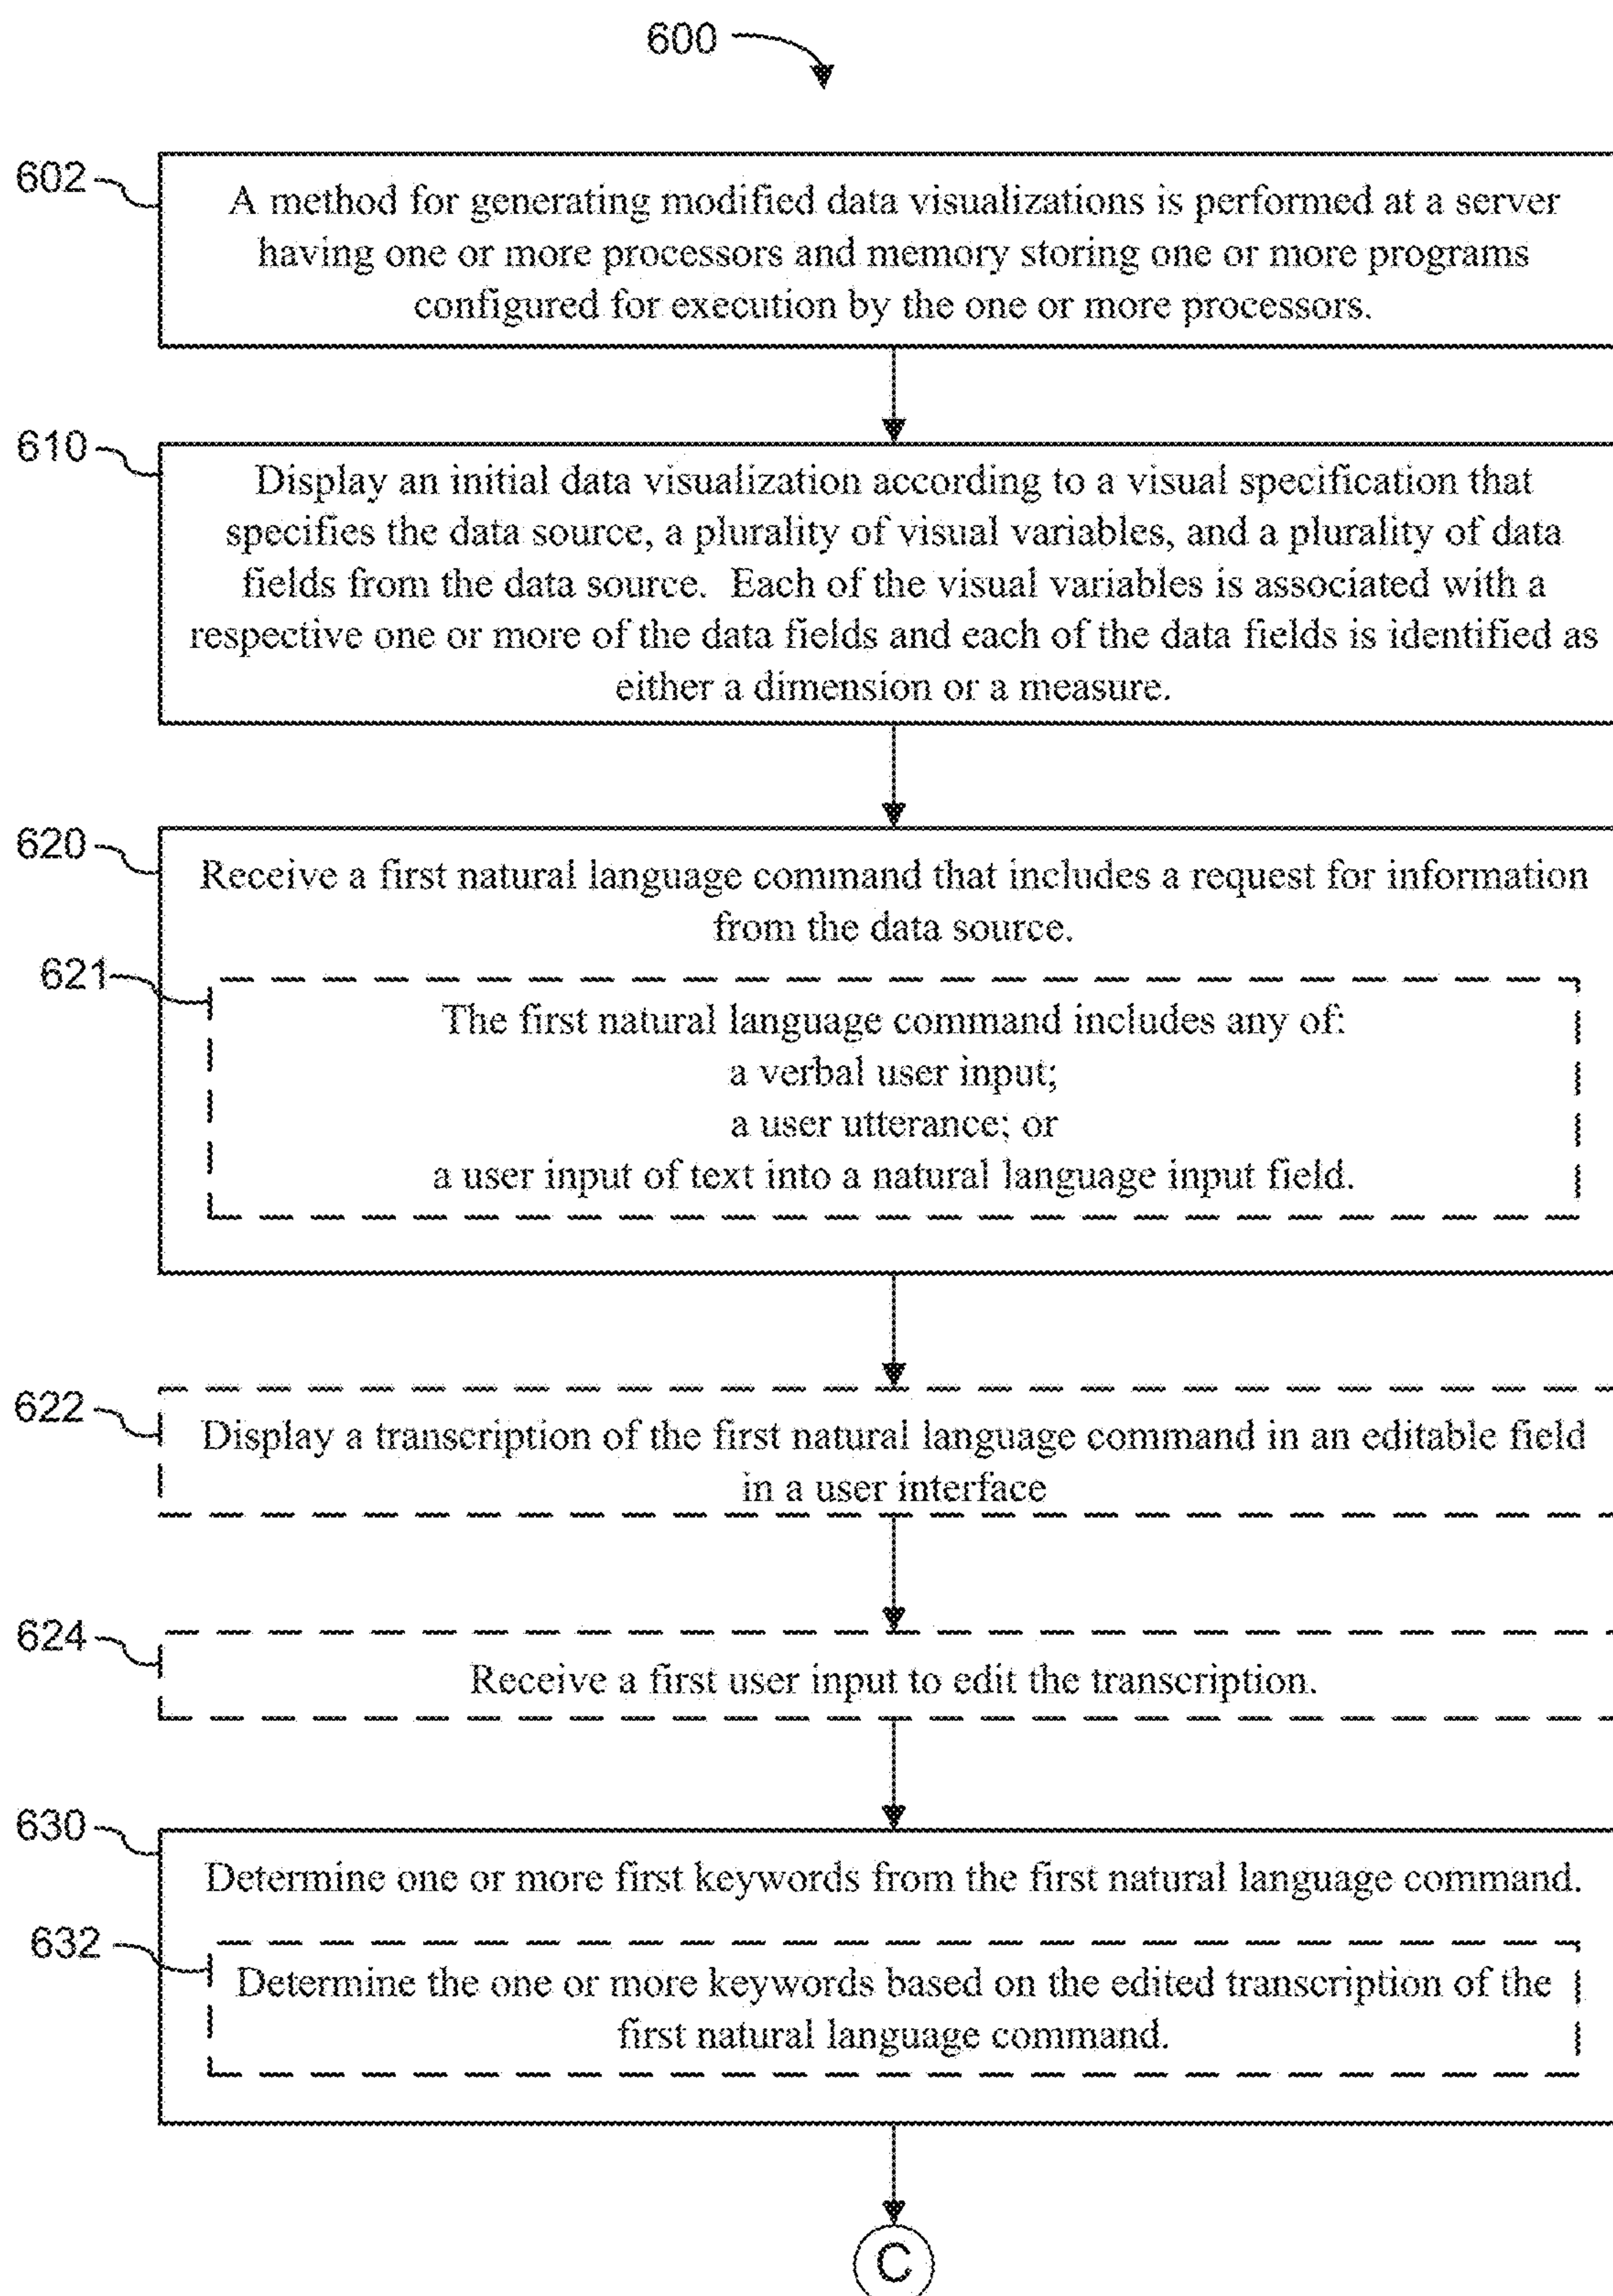 600
602
A method for generating modified data visualizations is performed at a server
having one or more processors and memory storing one or more programs
configured for execution by the one or more processors.
610
Display an initial data visualization according to a visual specification that
specifies the data source, a plurality of visual variables, and a plurality of data
fields from the data source. Each of the visual variables is associated with a
respective one or more of the data fields and each of the data fields is identified as
either a dimension or a measure.
620
Receive a first natural language command that includes a request for information
from the data source.
621
The first natural language command includes any of:
a verbal user input;
a user utterance; or
a user input of text into a natural language input field.
622
Display a transcription of the first natural language command in an editable field
in a user interface
624
Receive a first user input to edit the transcription.
630
Determine one or more first keywords from the first natural language command.
632
Determine the one or more keywords based on the edited transcription of the
first natural language command.
C